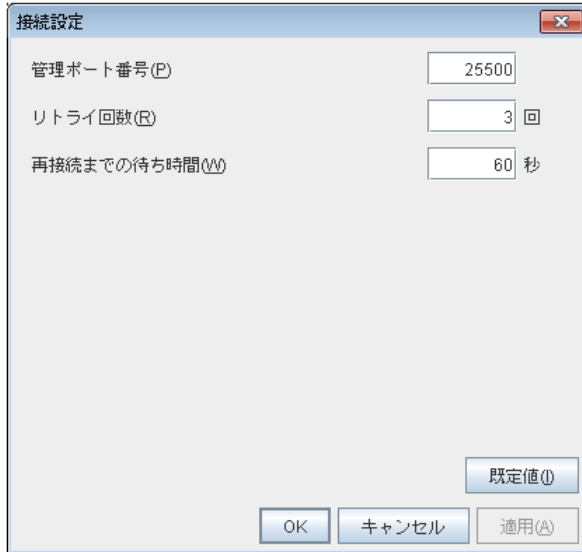 接続設定
管理ポート番号(P) 25500
リトライ回数(R) 3 回
再接続までの待ち時間(W) 60 秒
既定値(I)
OK キャンセル 適用(A)